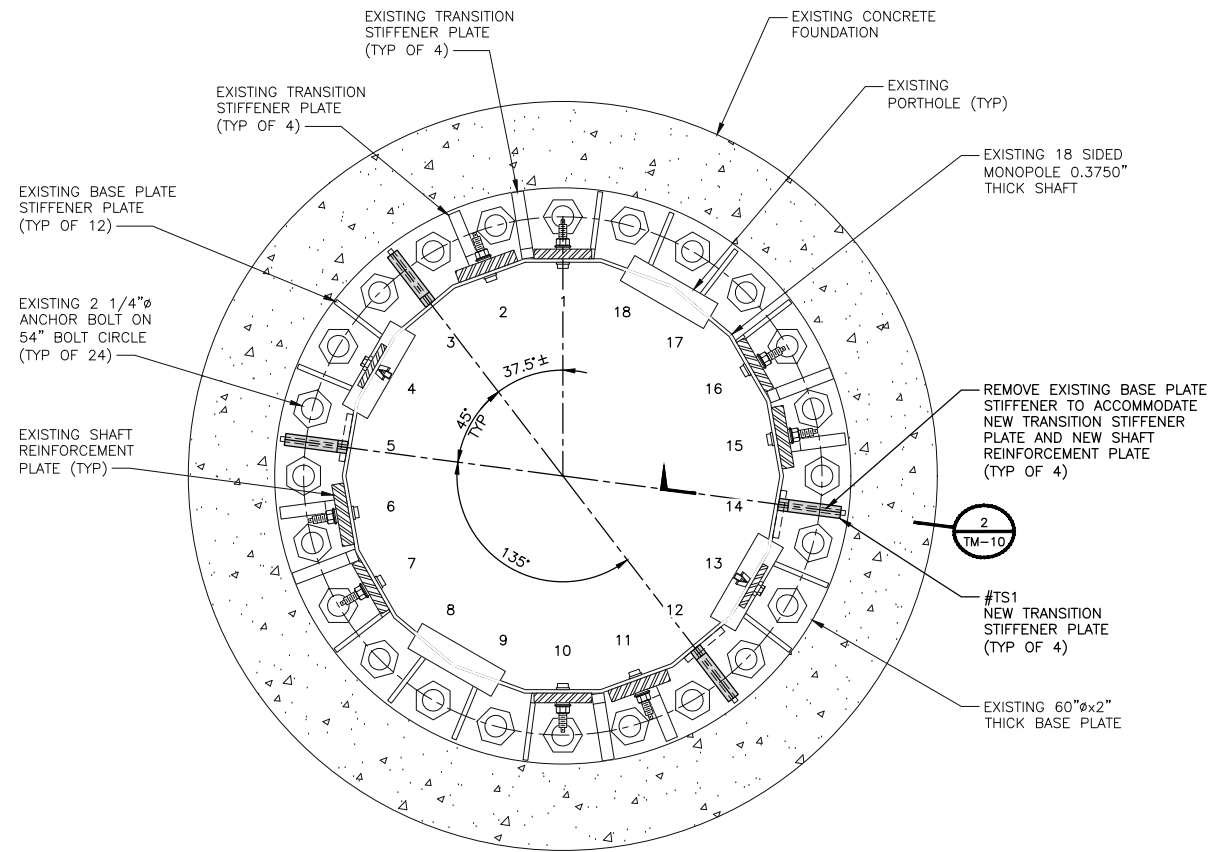 EXISTING TRANSITION
STIFFENER PLATE
(TYP OF 4)
EXISTING CONCRETE
FOUNDATION
EXISTING TRANSITION
STIFFENER PLATE
(TYP OF 4)
EXISTING
PORTHOLE (TYP)
EXISTING 18 SIDED
MONOPOLE 0.3750"
THICK SHAFT
EXISTING BASE PLATE
STIFFENER PLATE
(TYP OF 12)
EXISTING 2 1/4"ø
ANCHOR BOLT ON
54" BOLT CIRCLE
(TYP OF 24)
EXISTING SHAFT
REINFORCEMENT
PLATE (TYP)
REMOVE EXISTING BASE PLATE
STIFFENER TO ACCOMMODATE
NEW TRANSITION STIFFENER
PLATE AND NEW SHAFT
REINFORCEMENT PLATE
(TYP OF 4)
2
TM-10
#TS1
NEW TRANSITION
STIFFENER PLATE
(TYP OF 4)
EXISTING 60"øx2"
THICK BASE PLATE
1
2
3
4
5
6
7
8
9
10
11
12
13
14
15
16
17
18
37.5°±
45°
TYP
135°